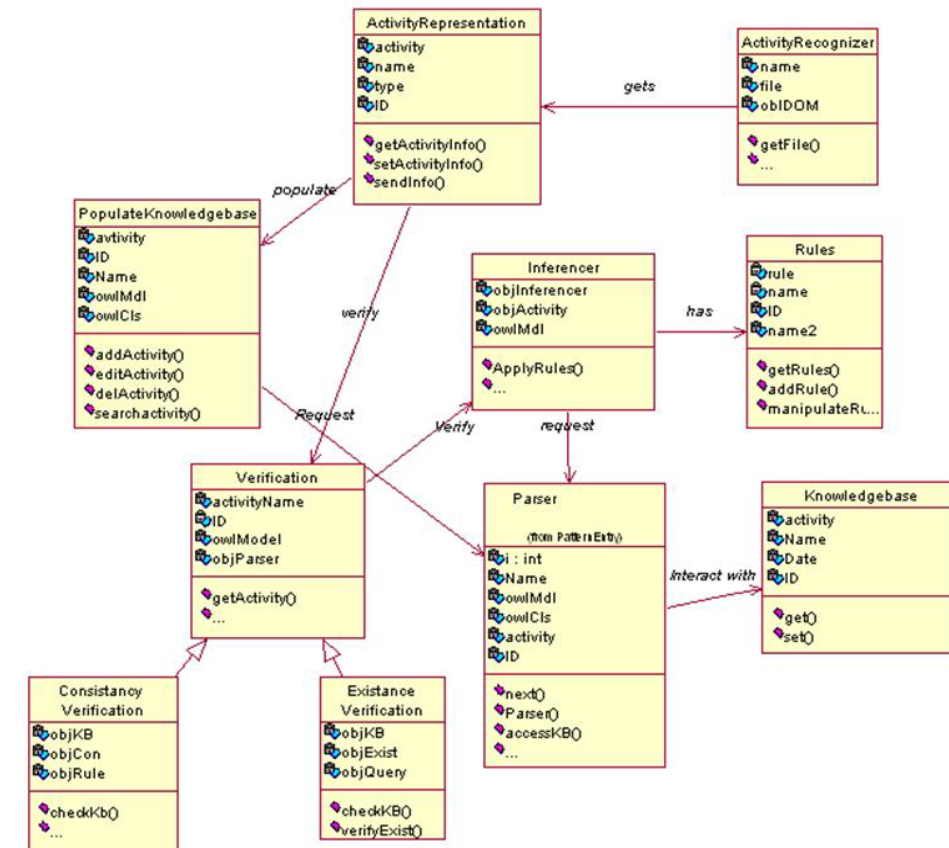 ActivityRepresentation
activity
name
type
ID
getActivityInfo()
setActivityInfo()
sendInfo()
ActivityRecognizer
name
file
oblDOM
getFile()
...
gets
populate
verify
PopulateKnowledgebase
avtivity
ID
Name
owlMdl
owlCls
addActivity()
editActivity()
delActivity()
searchactivity()
Inferencer
objInferencer
objActivity
owlMdl
ApplyRules()
...
has
Rules
rule
name
ID
name2
getRules()
addRule()
manipulateRu...
Request
Verify
request
Verification
activityName
ID
owlModel
objParser
getActivity()
...
Parser
(from PatternEntry)
i : int
Name
owlMdl
owlCls
activity
ID
next()
Parser()
accessKB()
...
Interact with
Knowledgebase
activity
Name
Date
ID
get()
set()
Consistancy
Verification
objKB
objCon
objRule
checkKb()
...
Existance
Verification
objKB
objExist
objQuery
checkKB()
verifyExist()